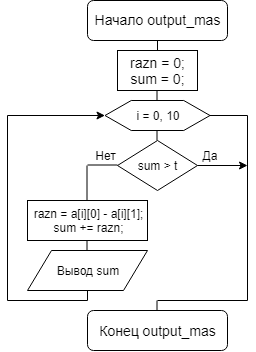 Начало output_mas
razn = 0;
sum = 0;
i = 0, 10
Нет
Да
sum > t
razn = a[i][0] - a[i][1];
sum += razn;
Вывод sum
Конец output_mas